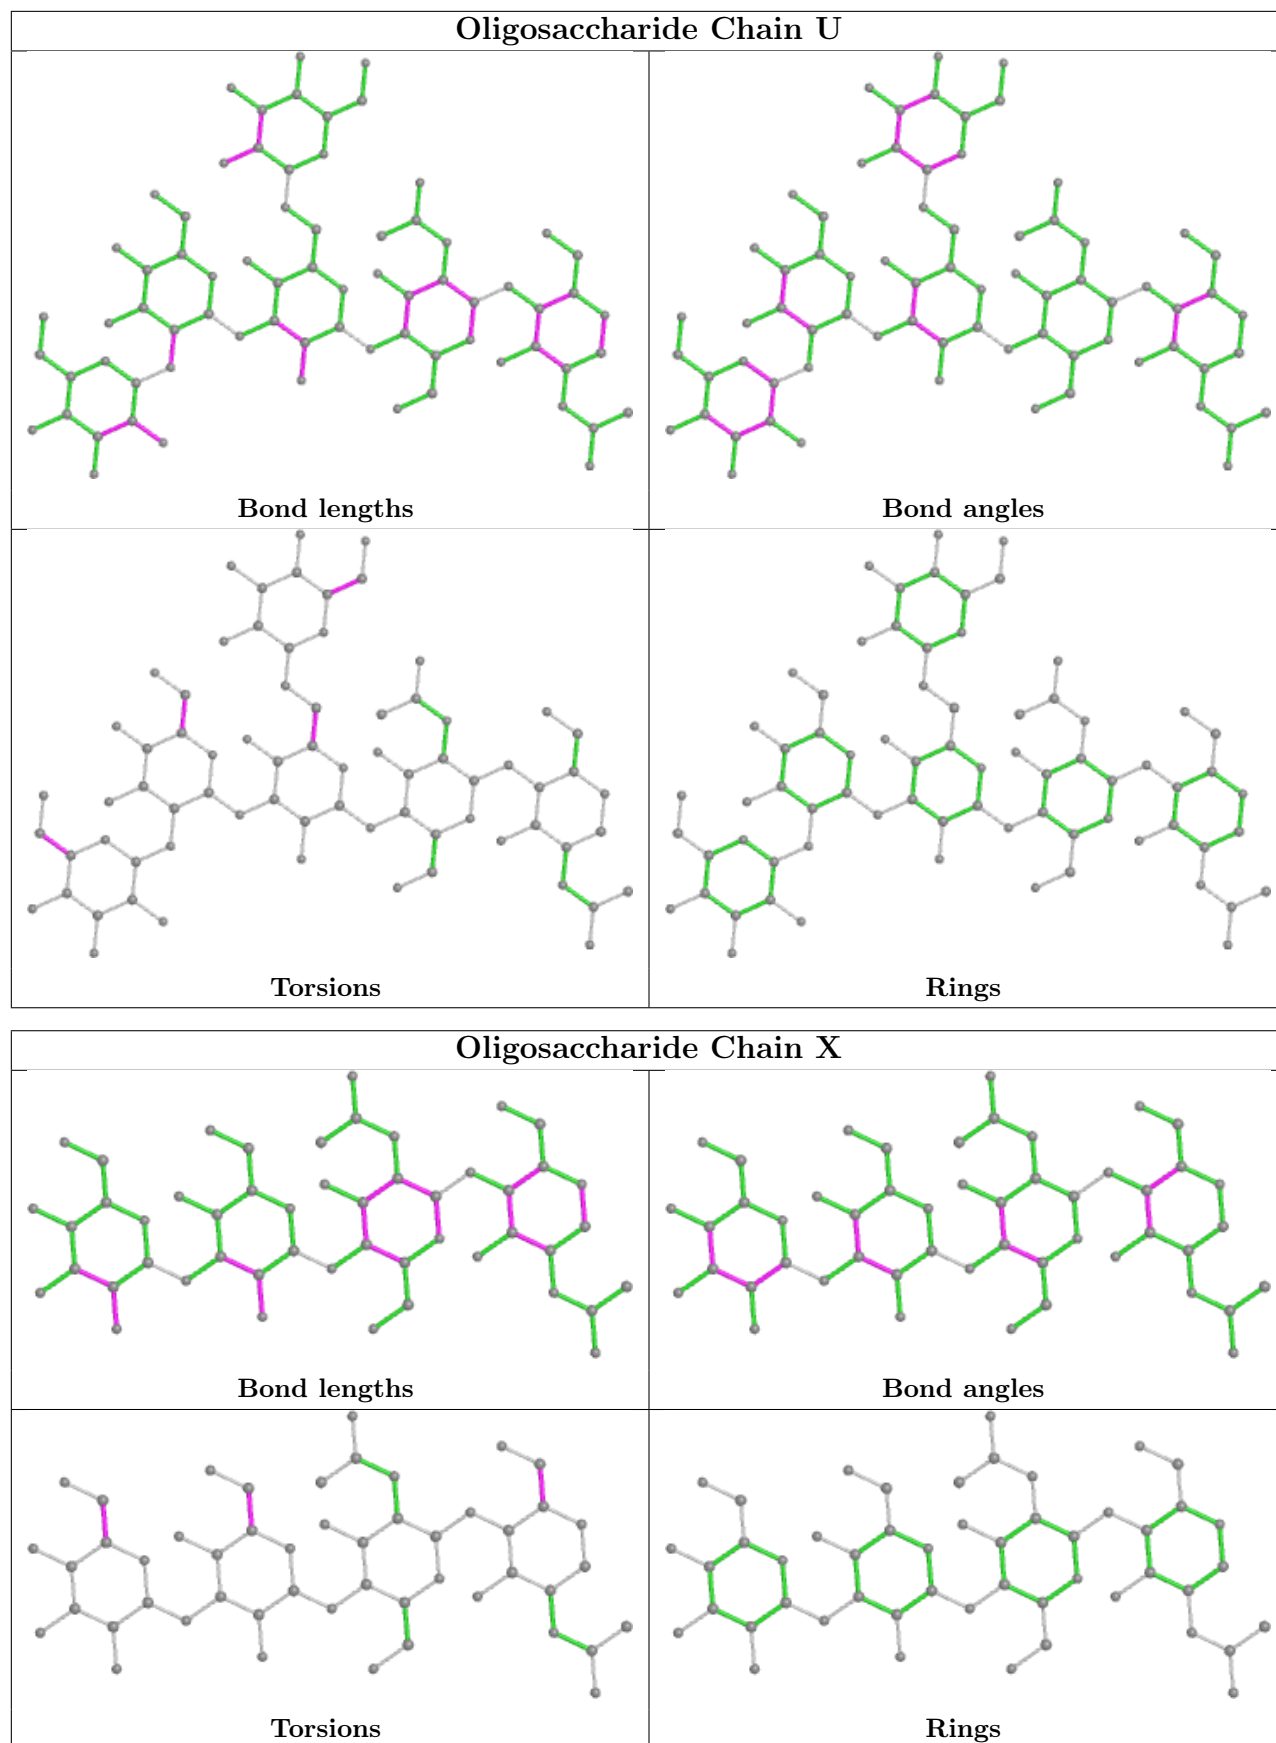 Oligosaccharide Chain U
Bond lengths
Bond angles
Torsions
Rings
Oligosaccharide Chain X
Bond lengths
Bond angles
Torsions
Rings